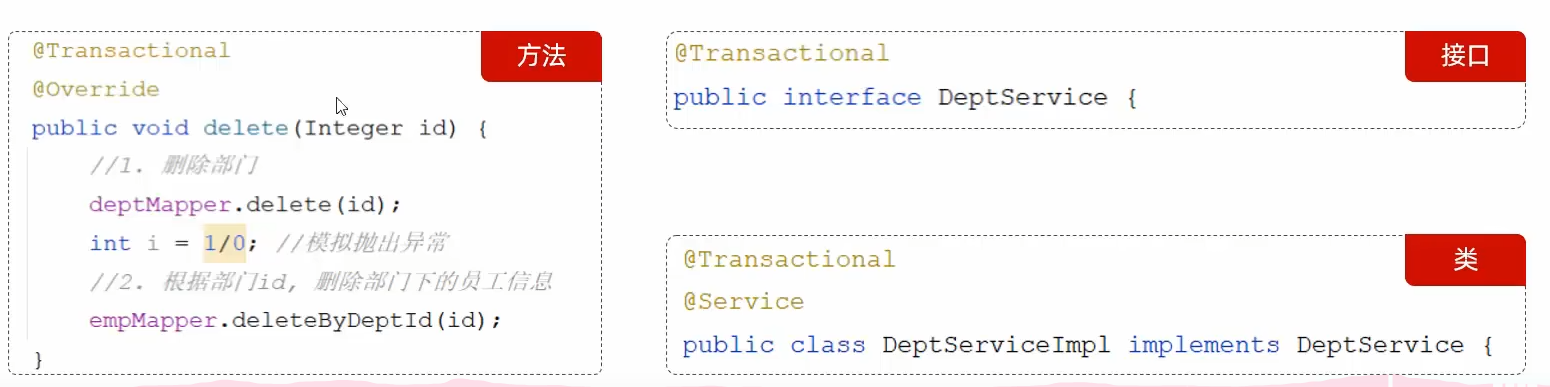 @Transactional
方法
@Override
public void delete(Integer id) {
//1. 删除部门
deptMapper.delete(id);
int i = 1/0; //模拟抛出异常
//2. 根据部门id, 删除部门下的员工信息
empMapper.deleteByDeptId(id);
}
@Transactional
接口
public interface DeptService {
@Transactional
类
@Service
public class DeptServiceImpl implements DeptService {